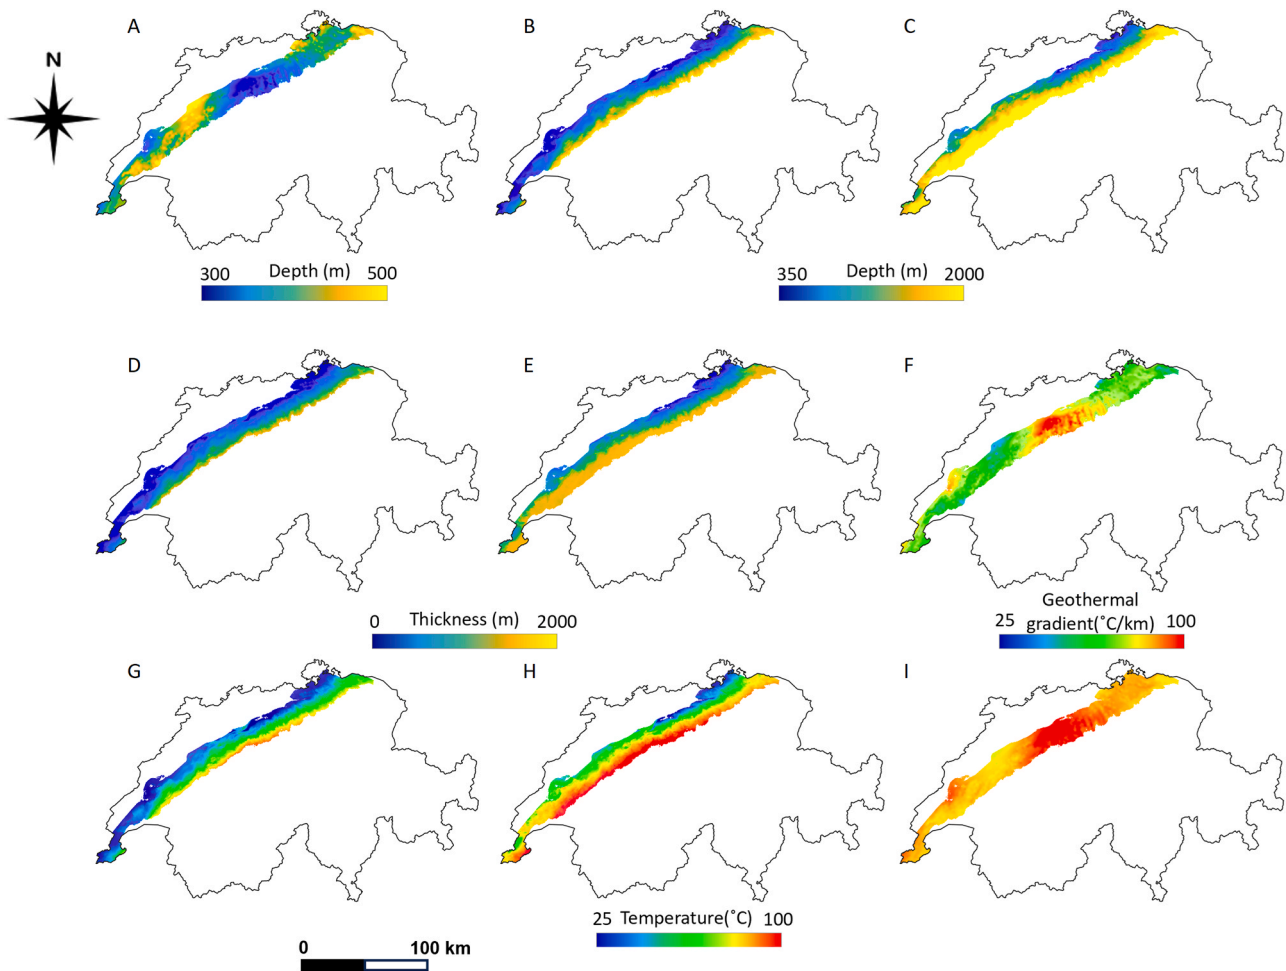 A
B
C
N
300 Depth (m) 500
350 Depth (m) 2000
D
E
F
0 Thickness (m) 2000
Geothermal
25 gradient(˚C/km) 100
G
H
I
25 Temperature(˚C) 100
0 100 km